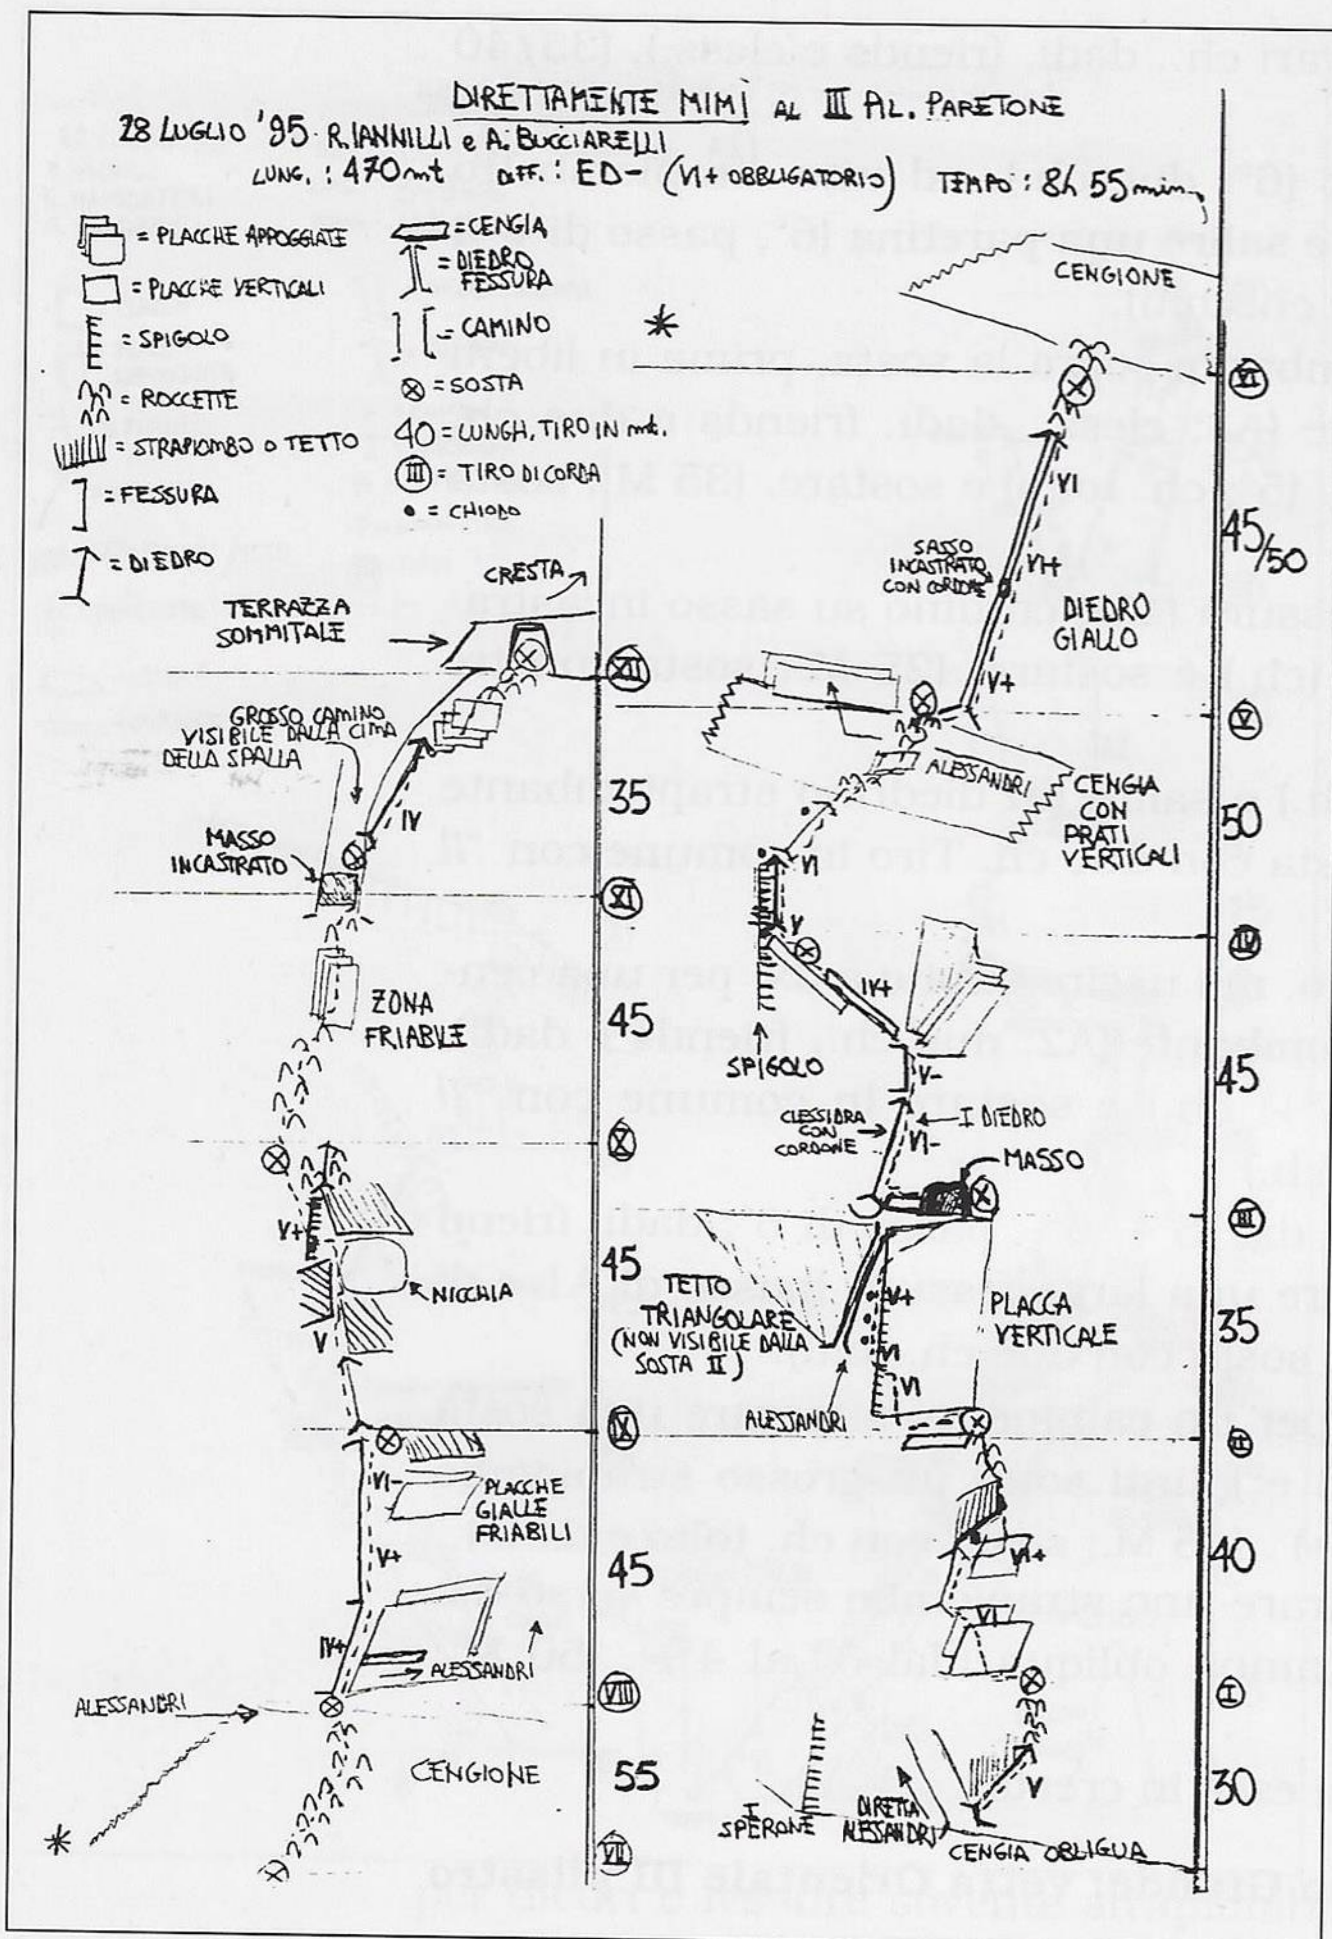 DIRETTAMENTE MIMÌ AL III PIL. PARETONE
28 LUGLIO '95 R. IANNILLI e A. BUCCIARELLI
LUNG. : 470 mt DIFF. : ED- (VI+ OBBLIGATORIO) TEMPO : 8h 55 min.
= PLACCHE APPOGGIATE
= PLACCHE VERTICALI
= SPIGOLO
= ROCCETTE
= STRAPIOMBO O TETTO
= FESSURA
= DIEDRO
= CENGIA
= DIEDRO
FESSURA
= CAMINO
= SOSTA
40 = LUNGH. TIRO IN mt.
III = TIRO DI CORDA
= CHIODO
CRESTA
TERRAZZA
SOMMITALE
XII
GROSSO CAMINO
VISIBILE DALLA CIMA
DELLA SPALLA
35
IV
MASSO
INCASTRATO
XI
ZONA
FRIABILE
45
X
V+
45
NICCHIA
V
IX
VI-
PLACCHE
GIALLE
FRIABILI
V+
45
IV+
ALESSANDRI
ALESSANDRI
VIII
CENGIONE
55
*
VII
CENGIONE
*
VI
VI
45/50
SASSO
INCASTRATO
CON CORDONE
VI+
DIEDRO
GIALLO
V+
V
ALESSANDRI
CENGIA
CON
PRATI
VERTICALI
50
VI
V
IV
IV+
SPIGOLO
V-
45
CLESSIDRA
CON
CORDONE
I DIEDRO
VI-
MASSO
III
TETTO
TRIANGOLARE
(NON VISIBILE DALLA
SOSTA II)
V+
PLACCA
VERTICALE
35
VI
VI
ALESSANDRI
II
VI+
40
VI
I
V
30
I
SPERONE
DIRETTA
ALESSANDRI
CENGIA OBLIGUA